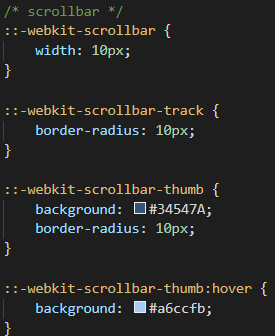 /* scrollbar */
::-webkit-scrollbar {
    width: 10px;
}

::-webkit-scrollbar-track {
    border-radius: 10px;
}

::-webkit-scrollbar-thumb {
    background: #34547A;
    border-radius: 10px;
}

::-webkit-scrollbar-thumb:hover {
    background: #a6ccfb;
}